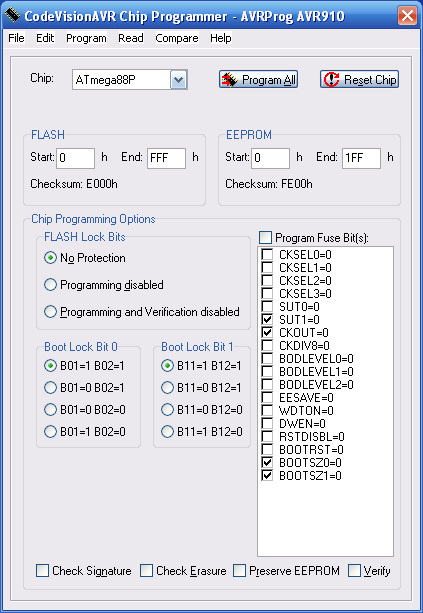 CodeVisionAVR Chip Programmer - AVRProg AVR910
File Edit Program Read Compare Help
Chip: ATmega88P Program All Reset Chip
FLASH EEPROM
Start: 0 h End: FFF h Start: 0 h End: 1FF h
Checksum: E000h Checksum: FE00h
Chip Programming Options
FLASH Lock Bits
No Protection
Programming disabled
Programming and Verification disabled
Boot Lock Bit 0
B01=1 B02=1
B01=0 B02=1
B01=0 B02=0
B01=1 B02=0
Boot Lock Bit 1
B11=1 B12=1
B11=0 B12=1
B11=0 B12=0
B11=1 B12=0
Program Fuse Bit(s):
CKSEL0=0
CKSEL1=0
CKSEL2=0
CKSEL3=0
SUT0=0
SUT1=0
CKOUT=0
CKDIV8=0
BODLEVEL0=0
BODLEVEL1=0
BODLEVEL2=0
EESAVE=0
WDTON=0
DWEN=0
RSTDISBL=0
BOOTRST=0
BOOTSZ0=0
BOOTSZ1=0
Check Signature Check Erasure Preserve EEPROM Verify